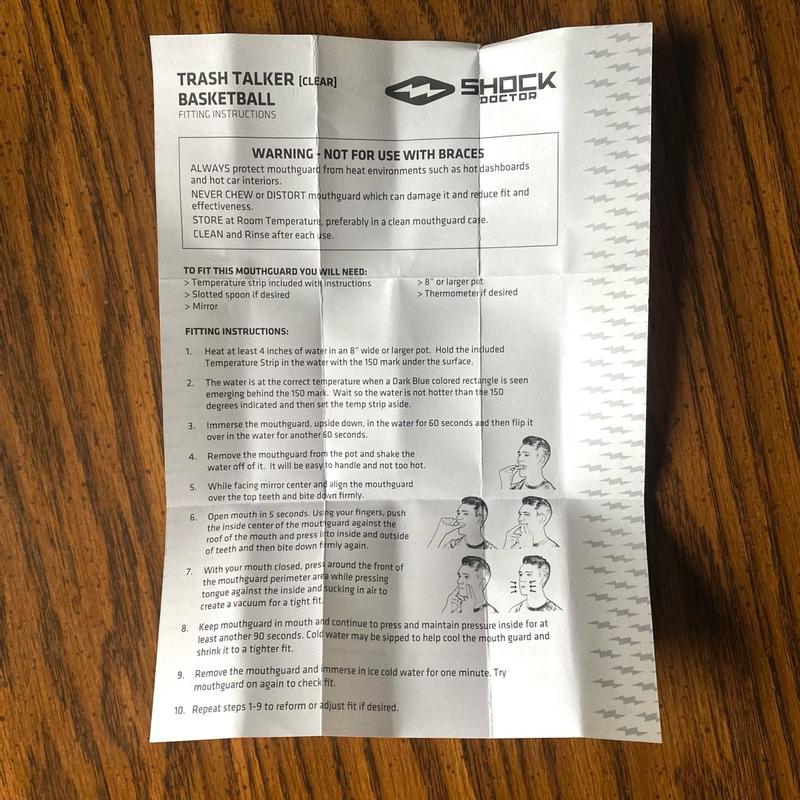 TRASH TALKER [CLEAR]
BASKETBALL
FITTING INSTRUCTIONS
SHOCK
DOCTOR
WARNING - NOT FOR USE WITH BRACES
ALWAYS protect mouthguard from heat environments such as hot dashboards
and hot car interiors.
NEVER CHEW or DISTORT mouthguard which can damage it and reduce fit and
effectiveness.
STORE at Room Temperature, preferably in a clean mouthguard case.
CLEAN and Rinse after each use.
TO FIT THIS MOUTHGUARD YOU WILL NEED:
> Temperature strip included with instructions
> Slotted spoon if desired
> Mirror
> 8" or larger pot
> Thermometer if desired
FITTING INSTRUCTIONS:
1. Heat at least 4 inches of water in an 8" wide or larger pot. Hold the included
Temperature Strip in the water with the 150 mark under the surface.
2. The water is at the correct temperature when a Dark Blue colored rectangle is seen
emerging behind the 150 mark. Wait so the water is not hotter than the 150
degrees indicated and then set the temp strip aside.
3. Immerse the mouthguard, upside down, in the water for 60 seconds and then flip it
over in the water for another 60 seconds.
4. Remove the mouthguard from the pot and shake the
water off of it. It will be easy to handle and not too hot.
5. While facing mirror center and align the mouthguard
over the top teeth and bite down firmly.
6. Open mouth in 5 seconds. Using your fingers, push
the inside center of the mouthguard against the
roof of the mouth and press into inside and outside
of teeth and then bite down firmly again.
7. With your mouth closed, press around the front of
the mouthguard perimeter area while pressing
tongue against the inside and sucking in air to
create a vacuum for a tight fit.
8. Keep mouthguard in mouth and continue to press and maintain pressure inside for at
least another 90 seconds. Cold water may be sipped to help cool the mouth guard and
shrink it to a tighter fit.
9. Remove the mouthguard and immerse in ice cold water for one minute. Try
mouthguard on again to check fit.
10. Repeat steps 1-9 to reform or adjust fit if desired.